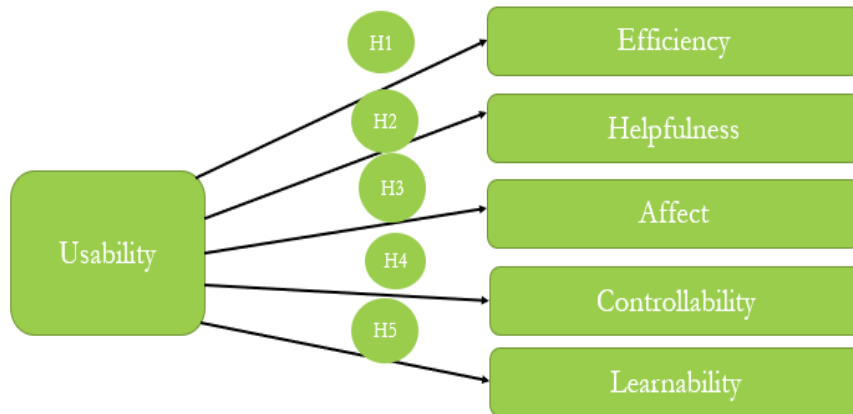 H1
Efficiency
H2
Helpfulness
H3
Affect
Usability
H4
Controllability
H5
Learnability